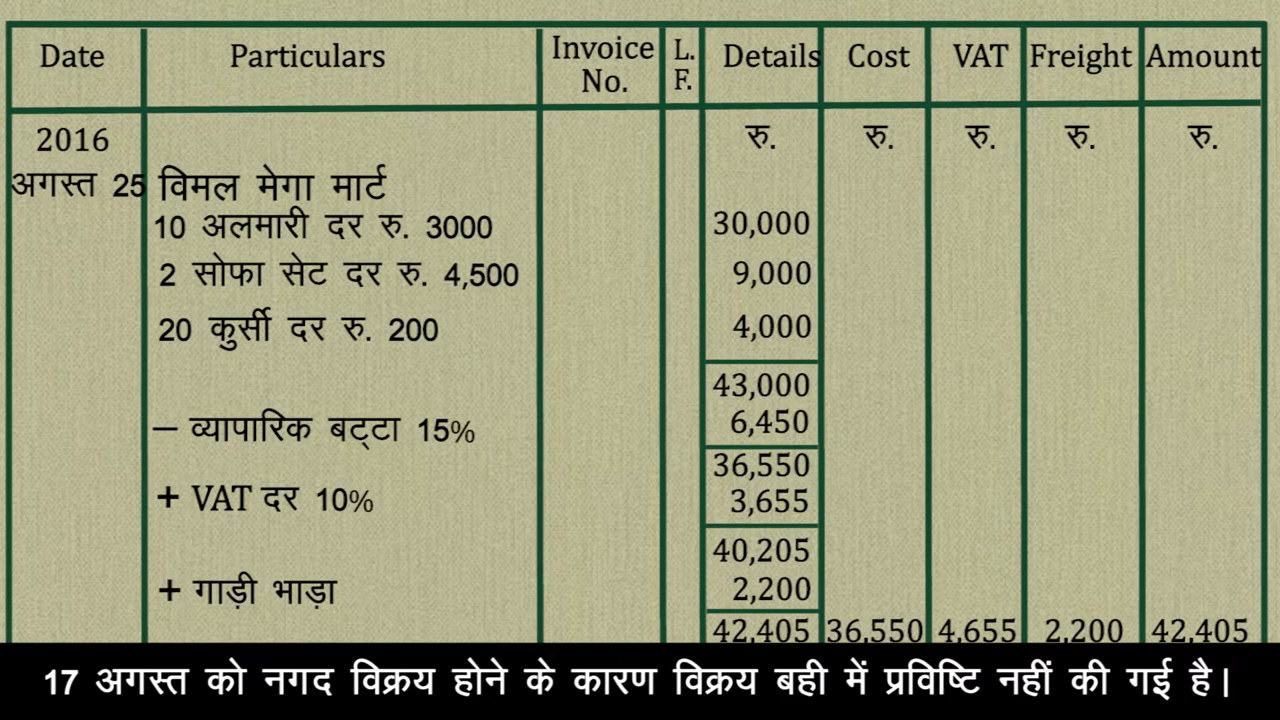 Date Particulars Invoice No. L. F. Details Cost VAT Freight Amount
2016 रु. रु. रु. रु. रु.
अगस्त 25 विमल मेगा मार्ट
10 अलमारी दर रु. 3000 30,000
2 सोफा सेट दर रु. 4,500 9,000
20 कुर्सी दर रु. 200 4,000
43,000
– व्यापारिक बट्टा 15% 6,450
36,550
+ VAT दर 10% 3,655
40,205
+ गाड़ी भाड़ा 2,200
42,405 36,550 4,655 2,200 42,405
17 अगस्त को नगद विक्रय होने के कारण विक्रय बही में प्रविष्टि नहीं की गई है।